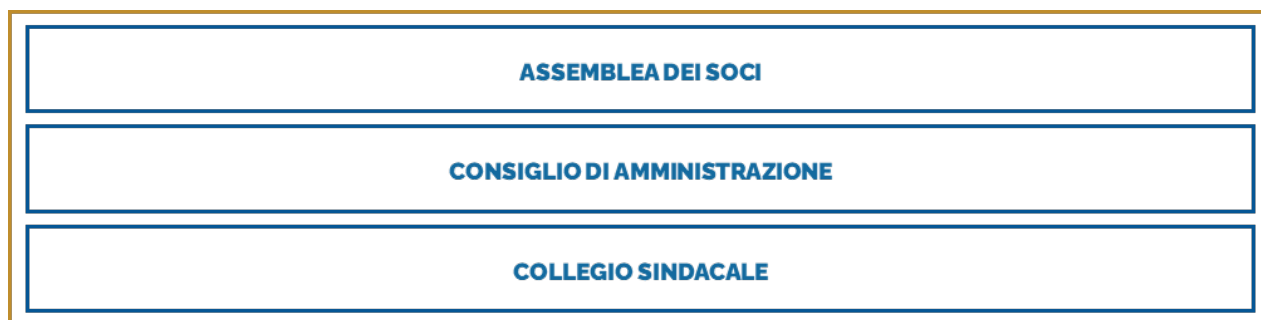 ASSEMBLEA DEI SOCI
CONSIGLIO DI AMMINISTRAZIONE
COLLEGIO SINDACALE